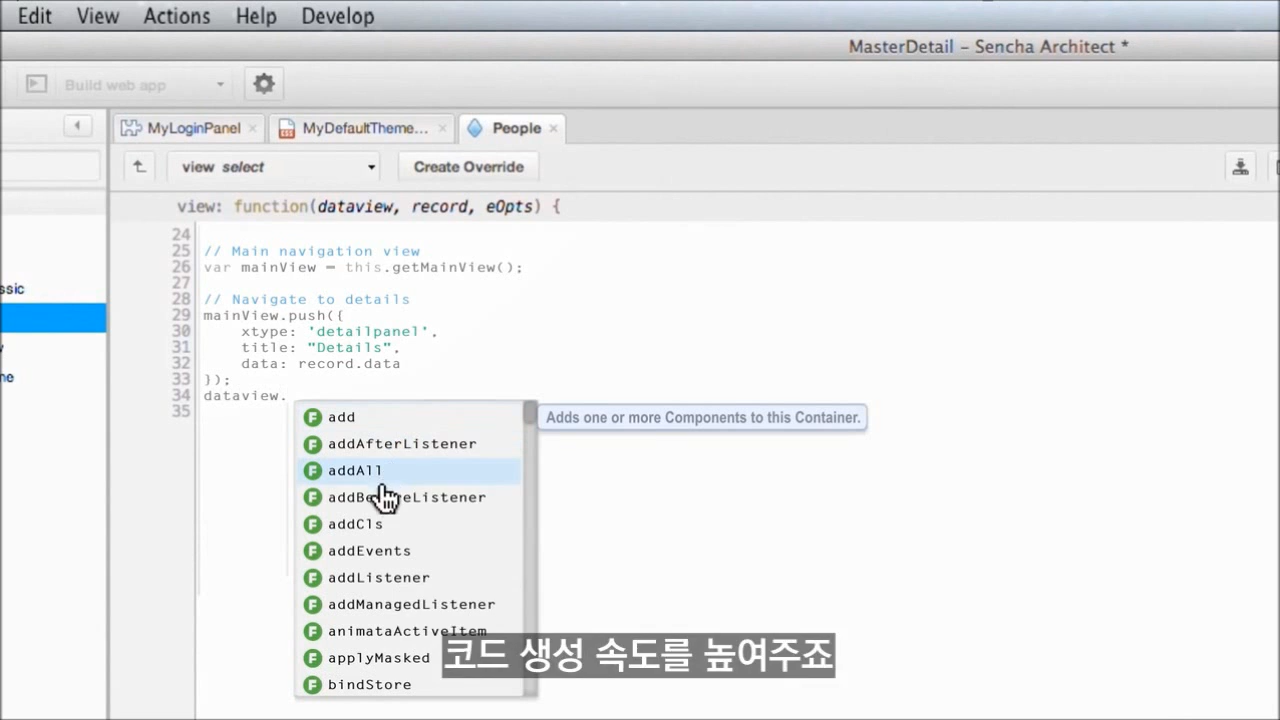 Edit View Actions Help Develop
MasterDetail – Sencha Architect *
Build web app
MyLoginPanel × MyDefaultTheme... × People ×
view select Create Override
view: function(dataview, record, eOpts) {
24
25 // Main navigation view
26 var mainView = this.getMainView();
27
28 // Navigate to details
29 mainView.push({
30 xtype: 'detailpanel',
31 title: "Details",
32 data: record.data
33 });
34 dataview.
35
F add
Adds one or more Components to this Container.
F addAfterListener
F addAll
F addBeforeListener
F addCls
F addEvents
F addListener
F addManagedListener
F animataActiveItem
F applyMasked
F bindStore
코드 생성 속도를 높여주죠